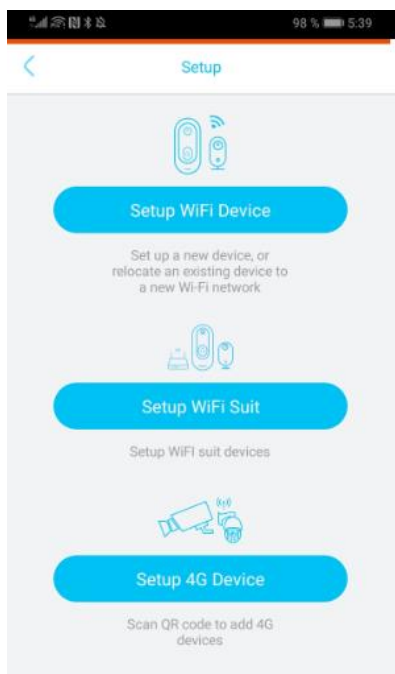 98 % 5:39
Setup
Setup WiFi Device
Set up a new device, or
relocate an existing device to
a new Wi-Fi network
Setup WiFi Suit
Setup WiFI suit devices
Setup 4G Device
Scan QR code to add 4G
devices